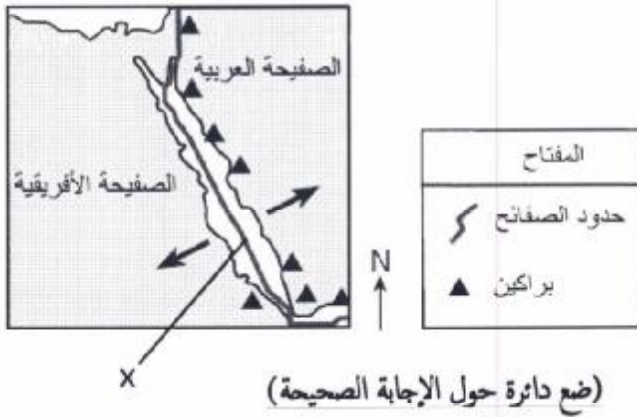 الصفيحة العربية
الصفيحة الأفريقية
المفتاح
حدود الصفائح
براكين
N
X
(ضع دائرة حول الإجابة الصحيحة)